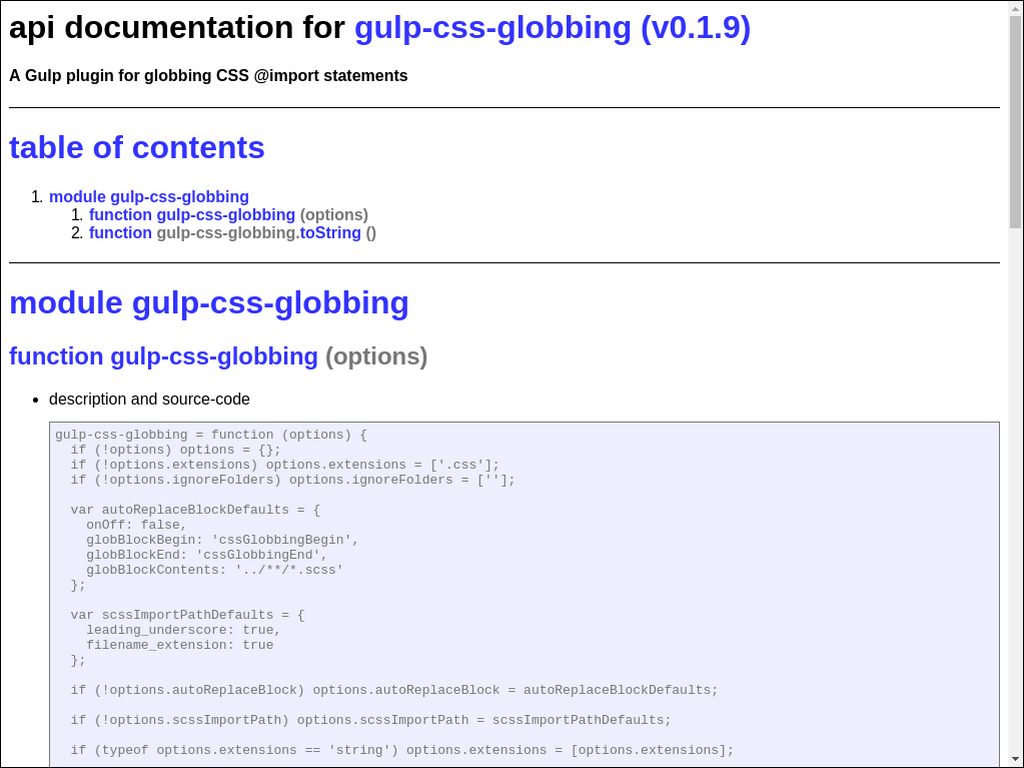 api documentation for gulp-css-globbing (v0.1.9)
A Gulp plugin for globbing CSS @import statements
table of contents
1. module gulp-css-globbing
1. function gulp-css-globbing (options)
2. function gulp-css-globbing.toString ()
module gulp-css-globbing
function gulp-css-globbing (options)
• description and source-code
gulp-css-globbing = function (options) {
  if (!options) options = {};
  if (!options.extensions) options.extensions = ['.css'];
  if (!options.ignoreFolders) options.ignoreFolders = [''];
  var autoReplaceBlockDefaults = {
    onOff: false,
    globBlockBegin: 'cssGlobbingBegin',
    globBlockEnd: 'cssGlobbingEnd',
    globBlockContents: '../**/*.scss'
  };
  var scssImportPathDefaults = {
    leading_underscore: true,
    filename_extension: true
  };
  if (!options.autoReplaceBlock) options.autoReplaceBlock = autoReplaceBlockDefaults;
  if (!options.scssImportPath) options.scssImportPath = scssImportPathDefaults;
  if (typeof options.extensions == 'string') options.extensions = [options.extensions];